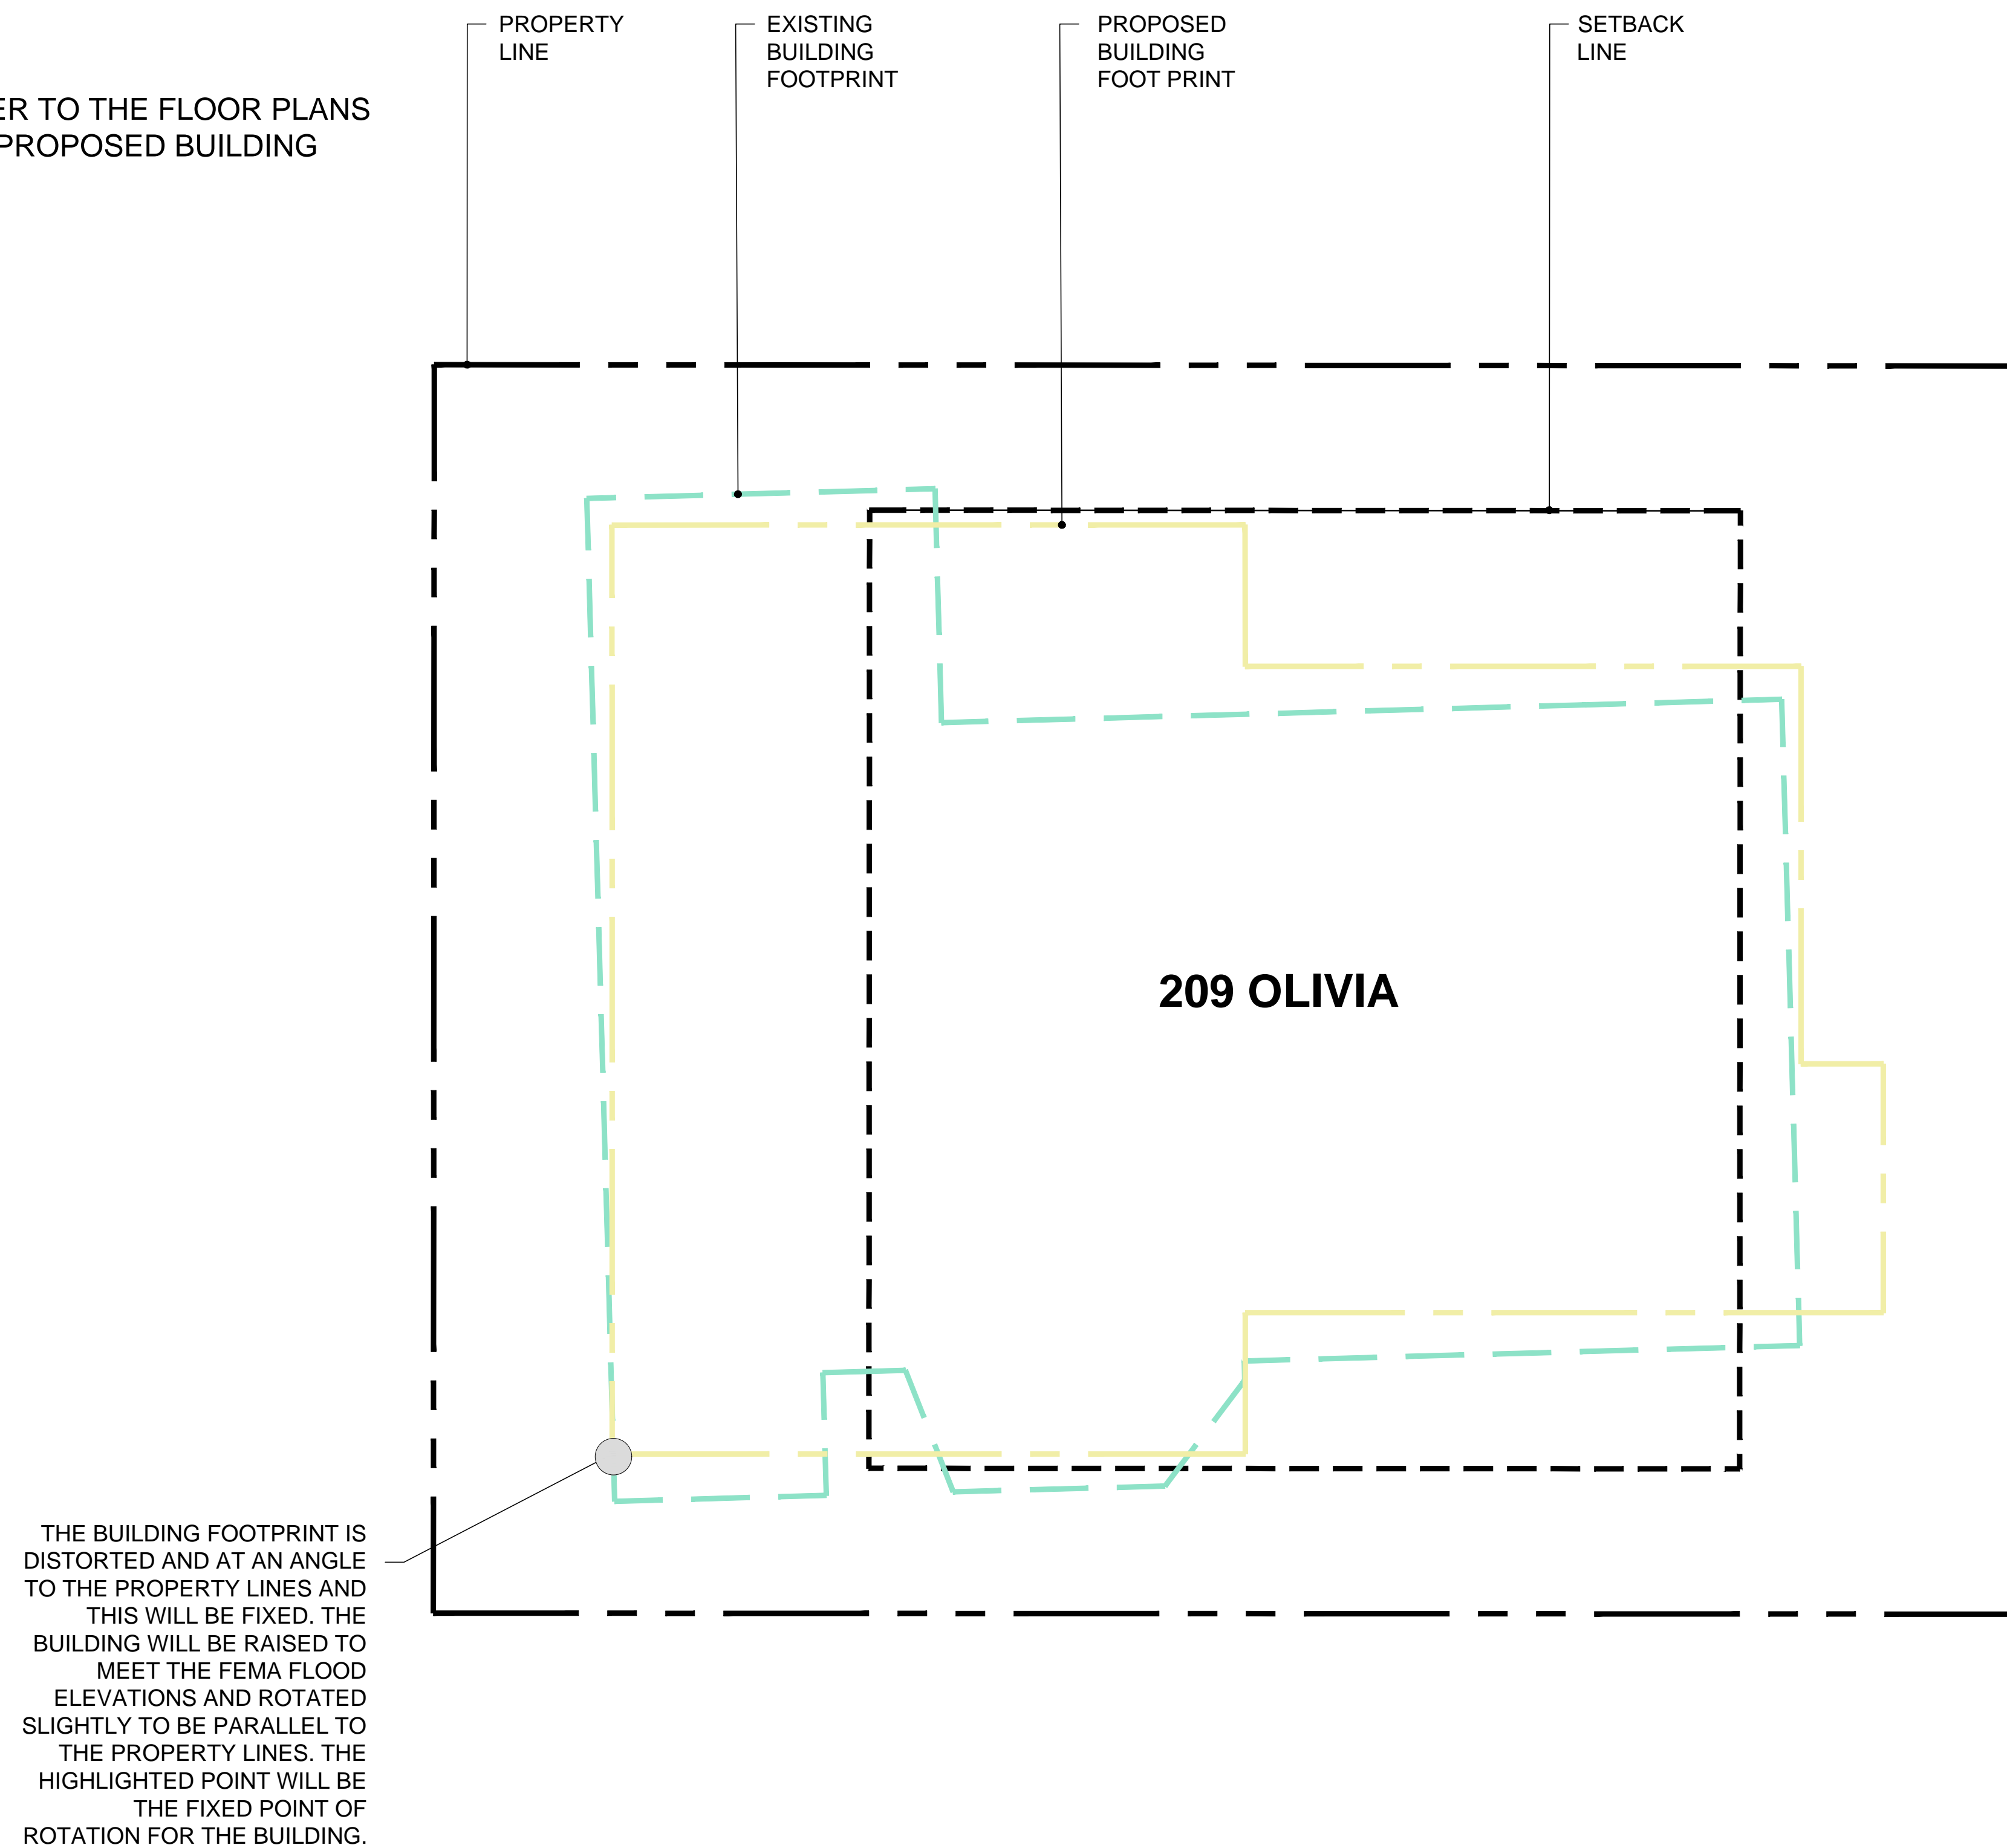 PROPERTY
LINE
EXISTING
BUILDING
FOOTPRINT
PROPOSED
BUILDING
FOOT PRINT
SETBACK
LINE
TO THE FLOOR PLANS
PROPOSED BUILDING
209 OLIVIA
THE BUILDING FOOTPRINT IS
DISTORTED AND AT AN ANGLE
TO THE PROPERTY LINES AND
THIS WILL BE FIXED. THE
BUILDING WILL BE RAISED TO
MEET THE FEMA FLOOD
ELEVATIONS AND ROTATED
SLIGHTLY TO BE PARALLEL TO
THE PROPERTY LINES. THE
HIGHLIGHTED POINT WILL BE
THE FIXED POINT OF
ROTATION FOR THE BUILDING.